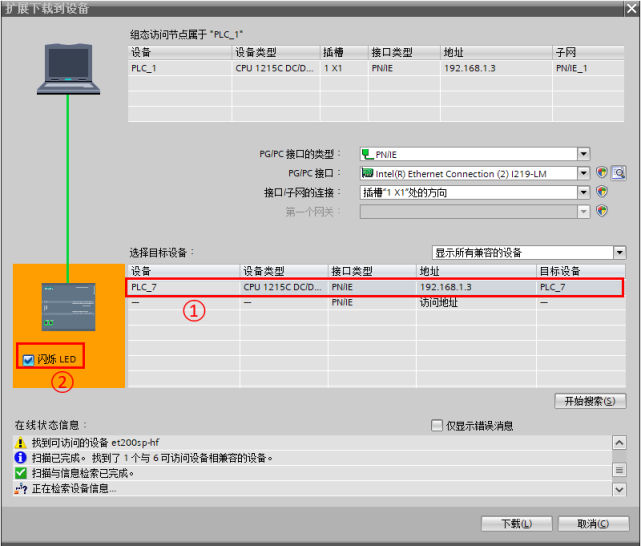 扩展下载到设备
组态访问节点属于 "PLC_1"
设备 设备类型 插槽 接口类型 地址 子网
PLC_1 CPU 1215C DC/D... 1 X1 PN/IE 192.168.1.3 PN/IE_1
PG/PC 接口的类型： PN/IE
PG/PC 接口： Intel(R) Ethernet Connection (2) I219-LM
接口/子网的连接： 插槽"1 X1"处的方向
第一个网关：
选择目标设备： 显示所有兼容的设备
设备 设备类型 接口类型 地址 目标设备
PLC_7 CPU 1215C DC/D... PN/IE 192.168.1.3 PLC_7
— — PN/IE 访问地址 —
①
闪烁 LED
②
开始搜索(S)
在线状态信息： 仅显示错误消息
找到可访问的设备 et200sp-hf
扫描已完成。找到了 1 个与 6 可访问设备相兼容的设备。
扫描与信息检索已完成。
正在检索设备信息...
下载(L) 取消(C)